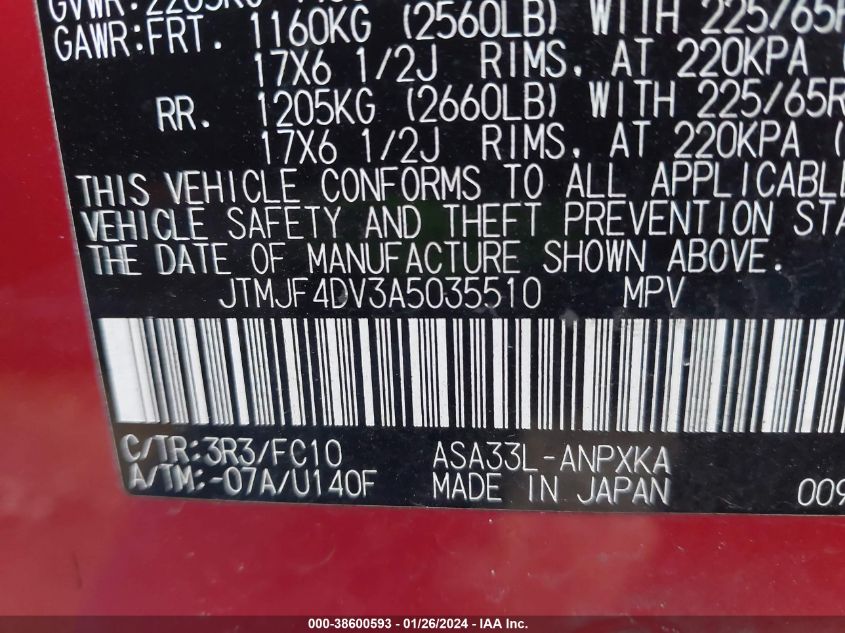 GAWR:FRT. 1160KG (2560LB) WITH 225/65R
17X6 1/2J RIMS, AT 220KPA (
RR. 1205KG (2660LB) WITH 225/65R
17X6 1/2J RIMS, AT 220KPA (
THIS VEHICLE CONFORMS TO ALL APPLICABLE
VEHICLE SAFETY AND THEFT PREVENTION STA
THE DATE OF MANUFACTURE SHOWN ABOVE.
JTMJF4DV3A5035510 MPV
C/TR:3R3/FC10 ASA33L-ANPXKA
A/TM:-07A/U140F MADE IN JAPAN 009
000-38600593 - 01/26/2024 - IAA Inc.